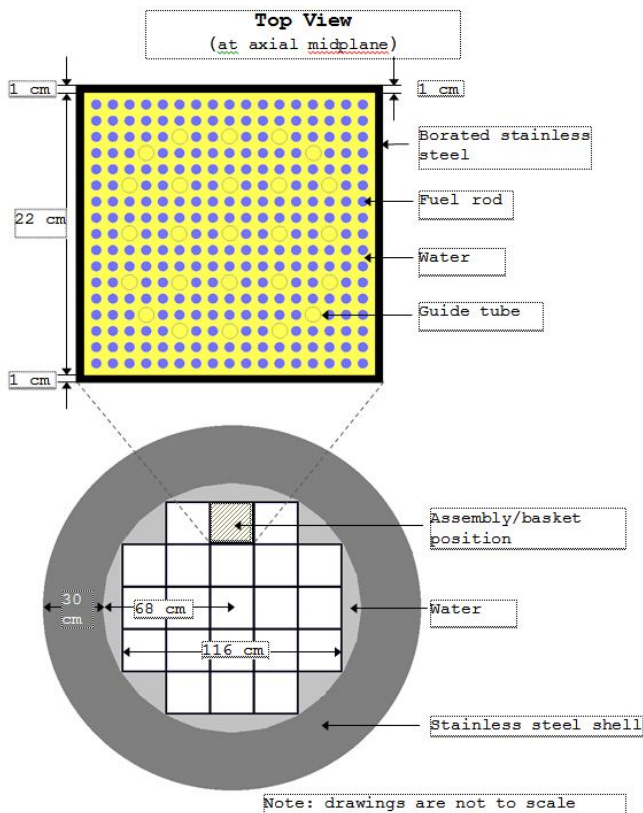 Top View
(at axial midplane)
1 cm
1 cm
Borated stainless
steel
Fuel rod
22 cm
Water
Guide tube
1 cm
Assembly/basket
position
30
cm
68 cm
Water
116 cm
Stainless steel shell
Note: drawings are not to scale